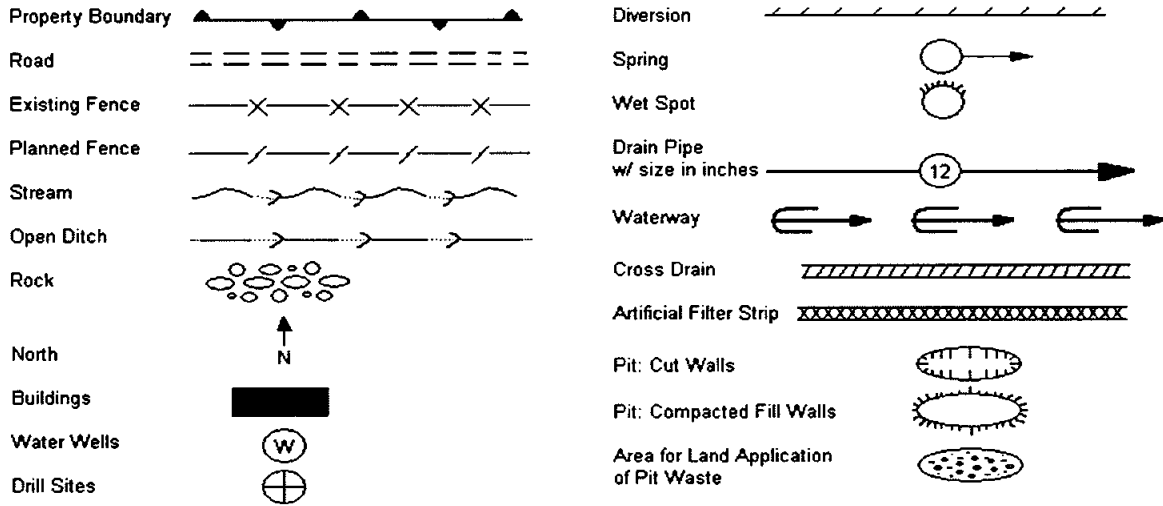 Property Boundary
Road
Existing Fence
Planned Fence
Stream
Open Ditch
Rock
North
N
Buildings
Water Wells
W
Drill Sites
Diversion
Spring
Wet Spot
Drain Pipe
w/ size in inches
12
Waterway
Cross Drain
Artificial Filter Strip
Pit: Cut Walls
Pit: Compacted Fill Walls
Area for Land Application
of Pit Waste